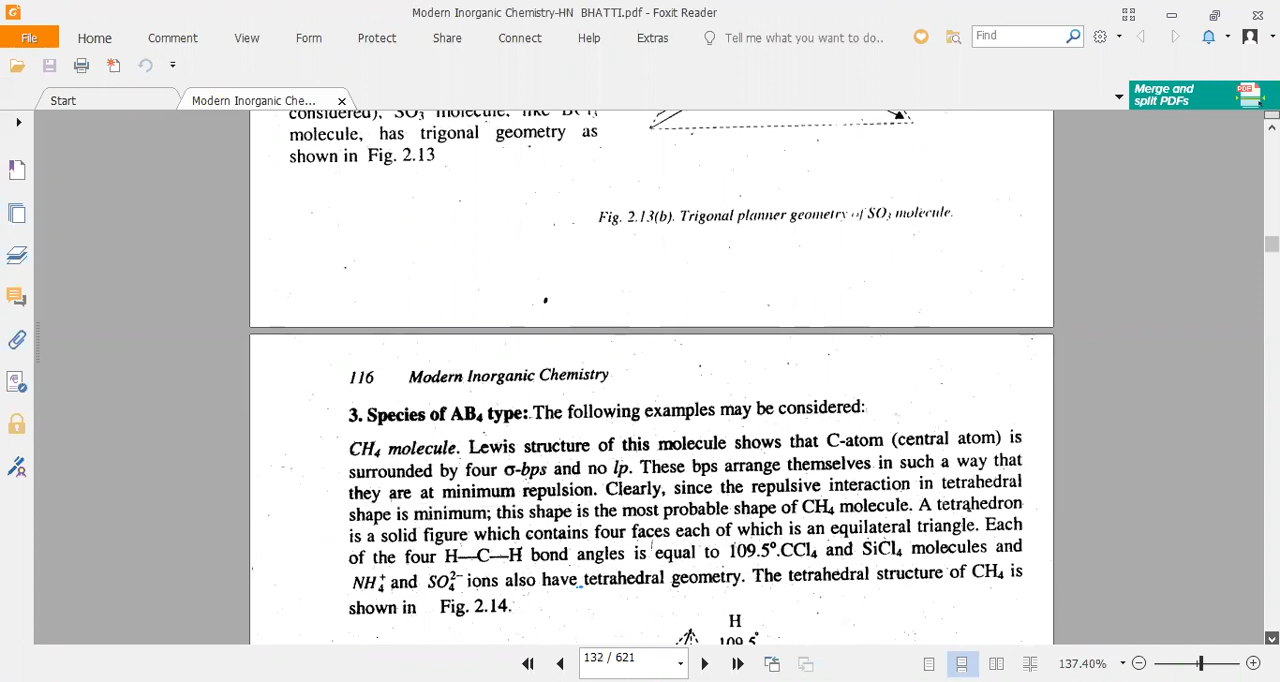 Modern Inorganic Chemistry-HN BHATTI.pdf - Foxit Reader
File Home Comment View Form Protect Share Connect Help Extras Tell me what you want to do.. Find
Start Modern Inorganic Che... Merge and
split PDFs
considered), SO₃ molecule, like
molecule, has trigonal geometry as
shown in Fig. 2.13
Fig. 2.13(b). Trigonal planner geometry of SO₃ molecule.
116 Modern Inorganic Chemistry
3. Species of AB₄ type: The following examples may be considered:
CH₄ molecule. Lewis structure of this molecule shows that C-atom (central atom) is
surrounded by four σ-bps and no lp. These bps arrange themselves in such a way that
they are at minimum repulsion. Clearly, since the repulsive interaction in tetrahedral
shape is minimum; this shape is the most probable shape of CH₄ molecule. A tetrahedron
is a solid figure which contains four faces each of which is an equilateral triangle. Each
of the four H—C—H bond angles is equal to 109.5°.CCl₄ and SiCl₄ molecules and
NH₄⁺ and SO₄²⁻ ions also have tetrahedral geometry. The tetrahedral structure of CH₄ is
shown in Fig. 2.14.
H
109.5°
132 / 621 137.40%